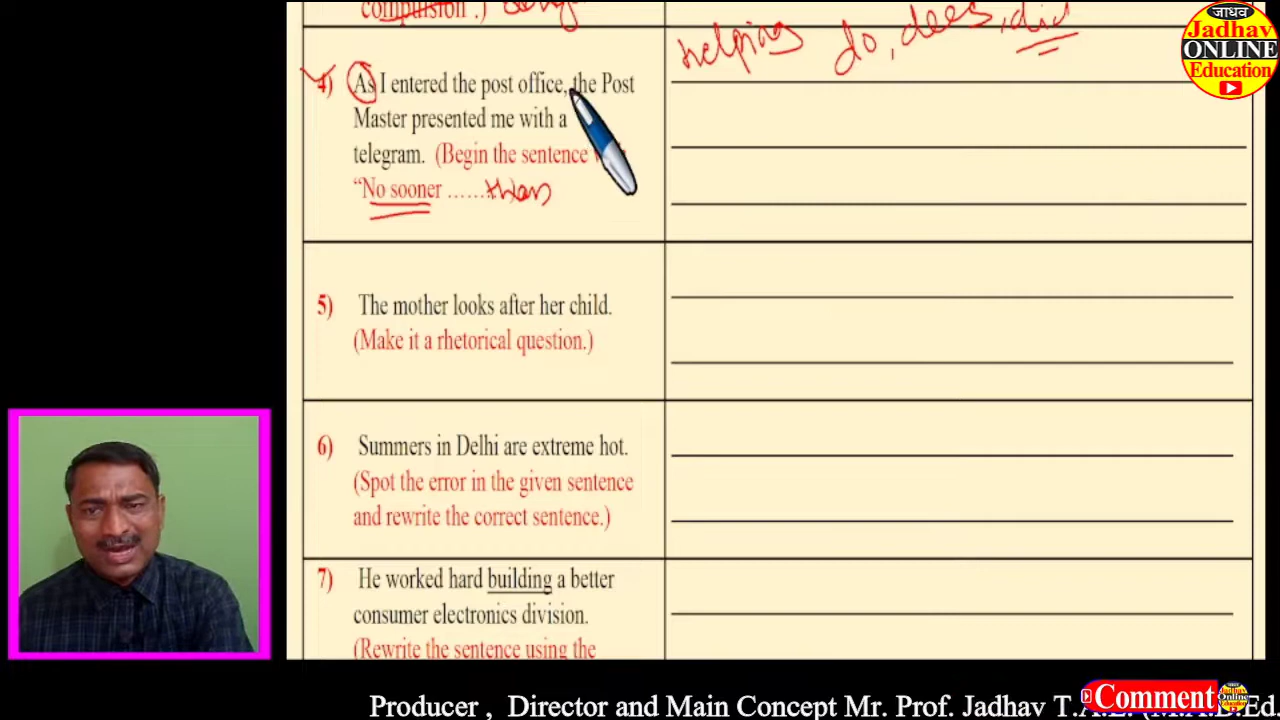 compulsion .)
helping do, does, did
जाधव
Jadhav
ONLINE
Education
4) As I entered the post office, the Post
Master presented me with a
telegram. (Begin the sentence
“No sooner ……. than
5) The mother looks after her child.
(Make it a rhetorical question.)
6) Summers in Delhi are extreme hot.
(Spot the error in the given sentence
and rewrite the correct sentence.)
7) He worked hard building a better
consumer electronics division.
(Rewrite the sentence using the
Producer , Director and Main Concept Mr. Prof. Jadhav
Comment